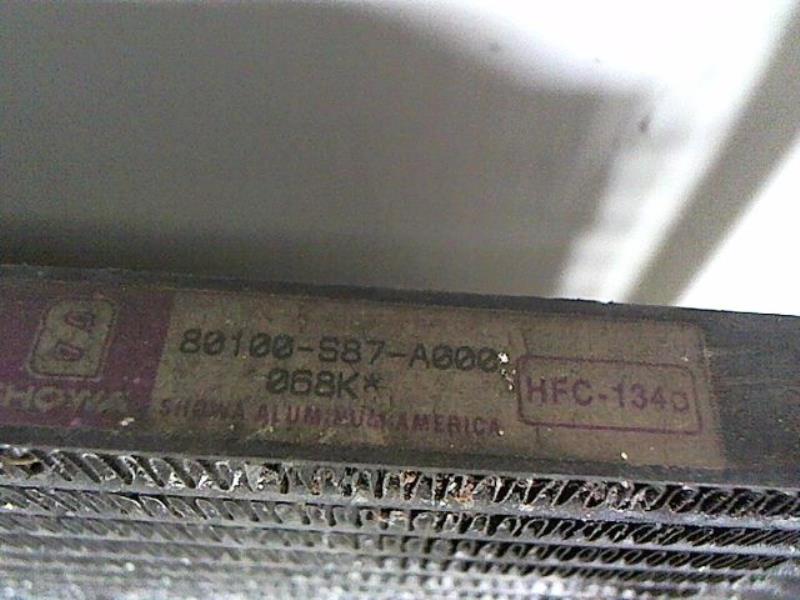 80100-S87-A000
068K*
HFC-134a
SHOWA
SHOWA ALUMINUM AMERICA